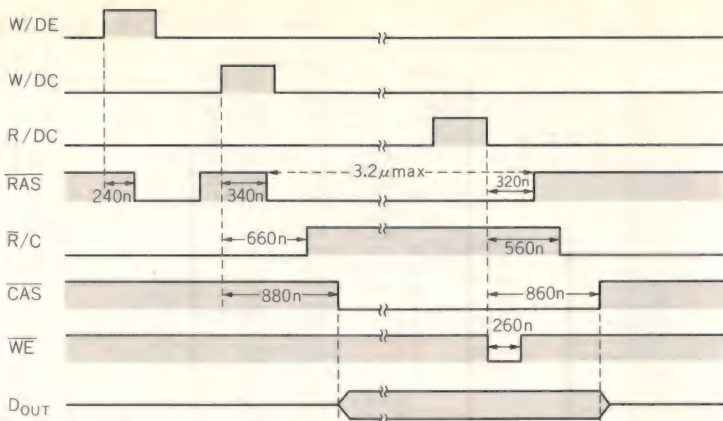 W/DE
W/DC
R/DC
3.2μmax
RAS
240n
340n
320n
R/C
660n
560n
CAS
880n
860n
260n
WE
DOUT